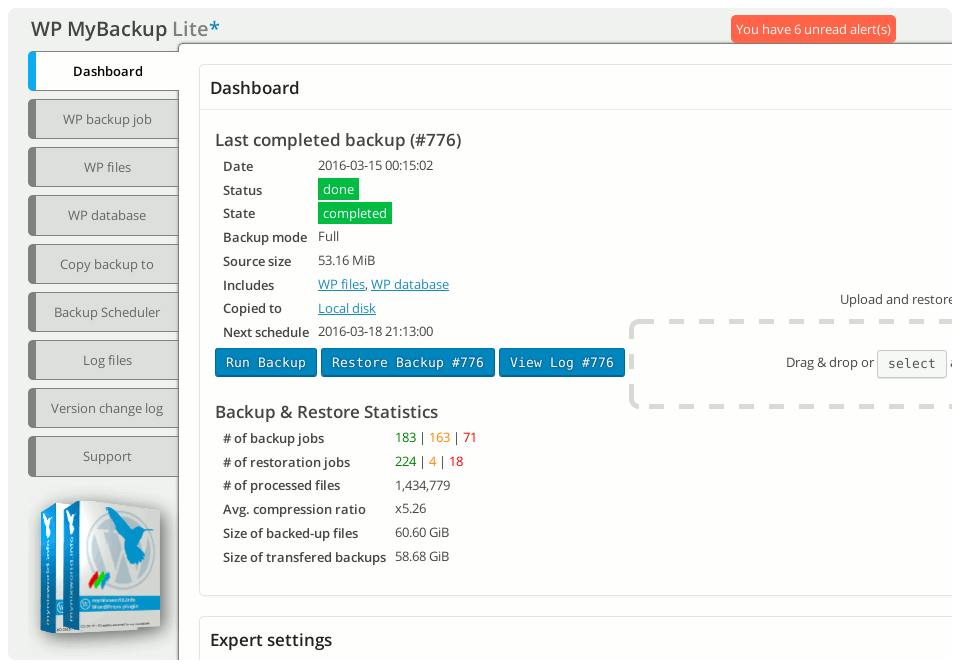 WP MyBackup Lite*
You have 6 unread alert(s)
Dashboard
WP backup job
WP files
WP database
Copy backup to
Backup Scheduler
Log files
Version change log
Support
Dashboard
Last completed backup (#776)
Date 2016-03-15 00:15:02
Status done
State completed
Backup mode Full
Source size 53.16 MiB
Includes WP files, WP database
Copied to Local disk
Next schedule 2016-03-18 21:13:00
Run Backup Restore Backup #776 View Log #776
Upload and restore
Drag & drop or select
Backup & Restore Statistics
# of backup jobs 183 | 163 | 71
# of restoration jobs 224 | 4 | 18
# of processed files 1,434,779
Avg. compression ratio x5.26
Size of backed-up files 60.60 GiB
Size of transfered backups 58.68 GiB
Expert settings
mynixworld.info
WordPress plugin